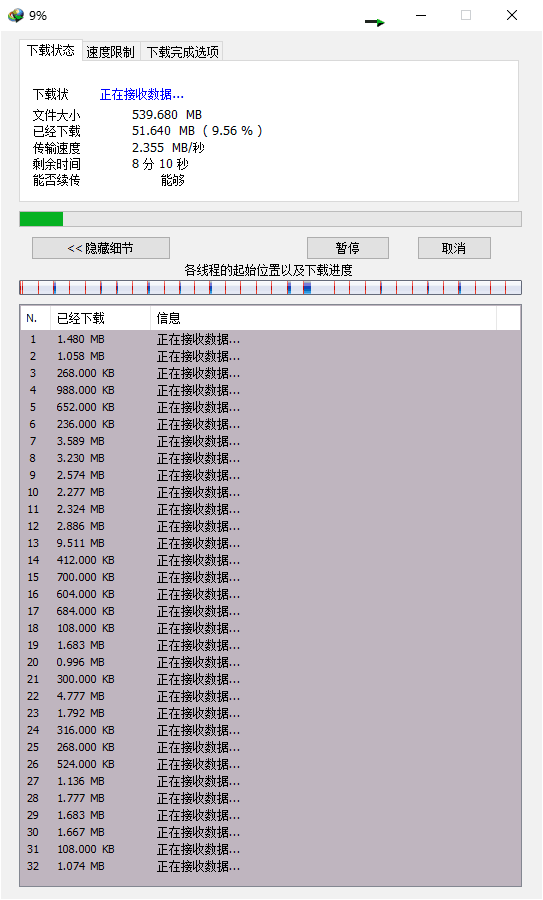 9%
下载状态 速度限制 下载完成选项
下载状 正在接收数据...
文件大小 539.680 MB
已经下载 51.640 MB ( 9.56 % )
传输速度 2.355 MB/秒
剩余时间 8 分 10 秒
能否续传 能够
<< 隐藏细节 暂停 取消
各线程的起始位置以及下载进度
N. 已经下载 信息
1 1.480 MB 正在接收数据...
2 1.058 MB 正在接收数据...
3 268.000 KB 正在接收数据...
4 988.000 KB 正在接收数据...
5 652.000 KB 正在接收数据...
6 236.000 KB 正在接收数据...
7 3.589 MB 正在接收数据...
8 3.230 MB 正在接收数据...
9 2.574 MB 正在接收数据...
10 2.277 MB 正在接收数据...
11 2.324 MB 正在接收数据...
12 2.886 MB 正在接收数据...
13 9.511 MB 正在接收数据...
14 412.000 KB 正在接收数据...
15 700.000 KB 正在接收数据...
16 604.000 KB 正在接收数据...
17 684.000 KB 正在接收数据...
18 108.000 KB 正在接收数据...
19 1.683 MB 正在接收数据...
20 0.996 MB 正在接收数据...
21 300.000 KB 正在接收数据...
22 4.777 MB 正在接收数据...
23 1.792 MB 正在接收数据...
24 316.000 KB 正在接收数据...
25 268.000 KB 正在接收数据...
26 524.000 KB 正在接收数据...
27 1.136 MB 正在接收数据...
28 1.777 MB 正在接收数据...
29 1.683 MB 正在接收数据...
30 1.667 MB 正在接收数据...
31 108.000 KB 正在接收数据...
32 1.074 MB 正在接收数据...